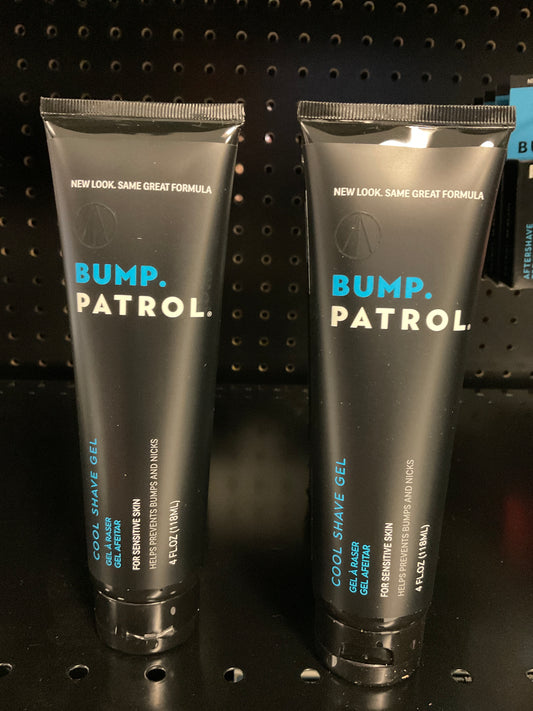 NEW LOOK. SAME GREAT FORMULA
BUMP.
PATROL®
COOL SHAVE GEL
GEL À RASER
GEL AFEITAR
FOR SENSITIVE SKIN
HELPS PREVENTS BUMPS AND NICKS
4 FL OZ (118ML)
NEW LOOK. SAME GREAT FORMULA
BUMP.
PATROL®
COOL SHAVE GEL
GEL À RASER
GEL AFEITAR
FOR SENSITIVE SKIN
HELPS PREVENTS BUMPS AND NICKS
4 FL OZ (118ML)
AFTERSHAVE